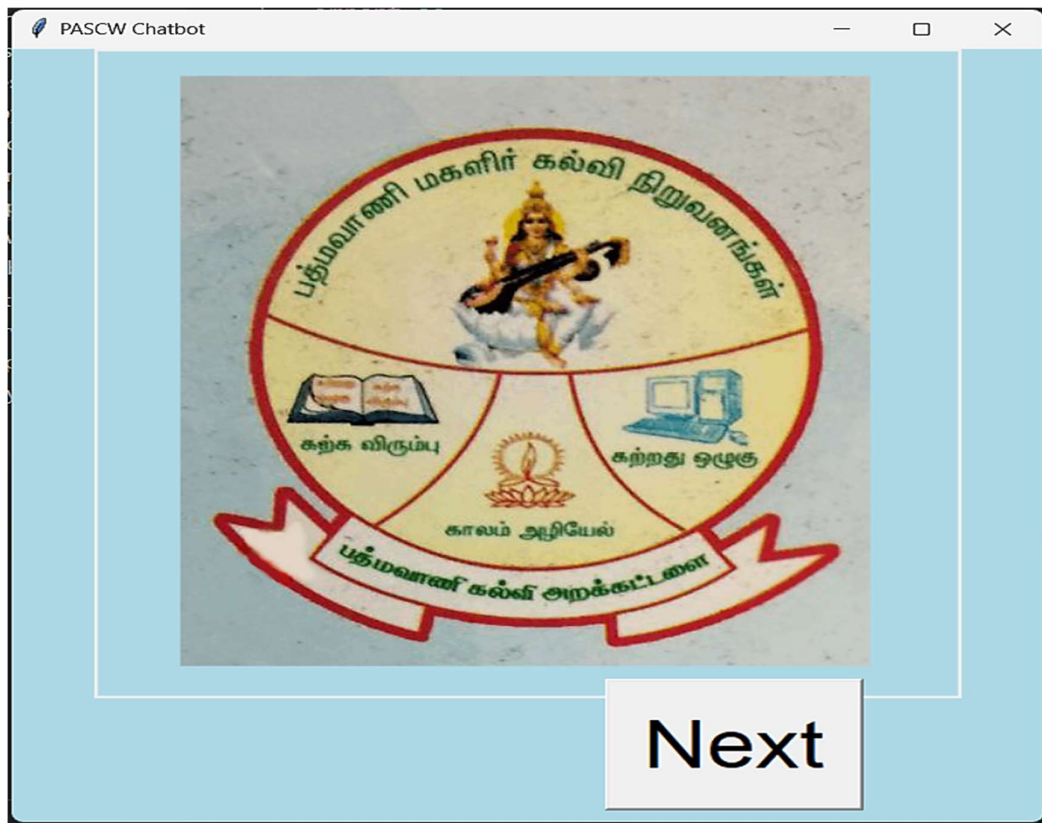 PASCW Chatbot
பத்மவாணி மகளிர் கல்வி நிறுவனங்கள்
கற்க விரும்பு
கற்றது ஒழுகு
காலம் அழியேல்
பத்மவாணி கல்வி அறக்கட்டளை
Next